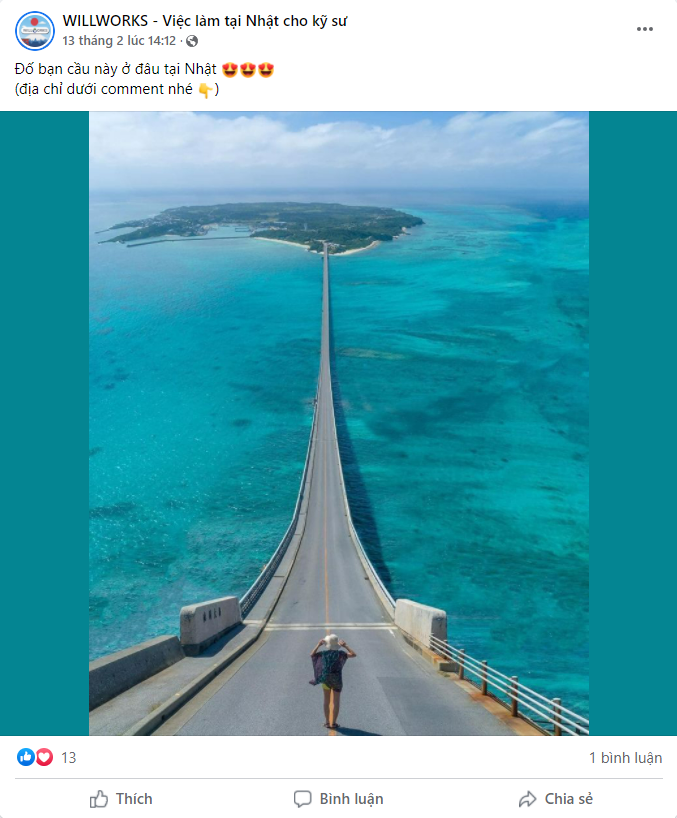 WILLWORKS - Việc làm tại Nhật cho kỹ sư
13 tháng 2 lúc 14:12 ·
Đố bạn cầu này ở đâu tại Nhật 😍😍😍
(địa chỉ dưới comment nhé 👇)
13
1 bình luận
Thích
Bình luận
Chia sẻ